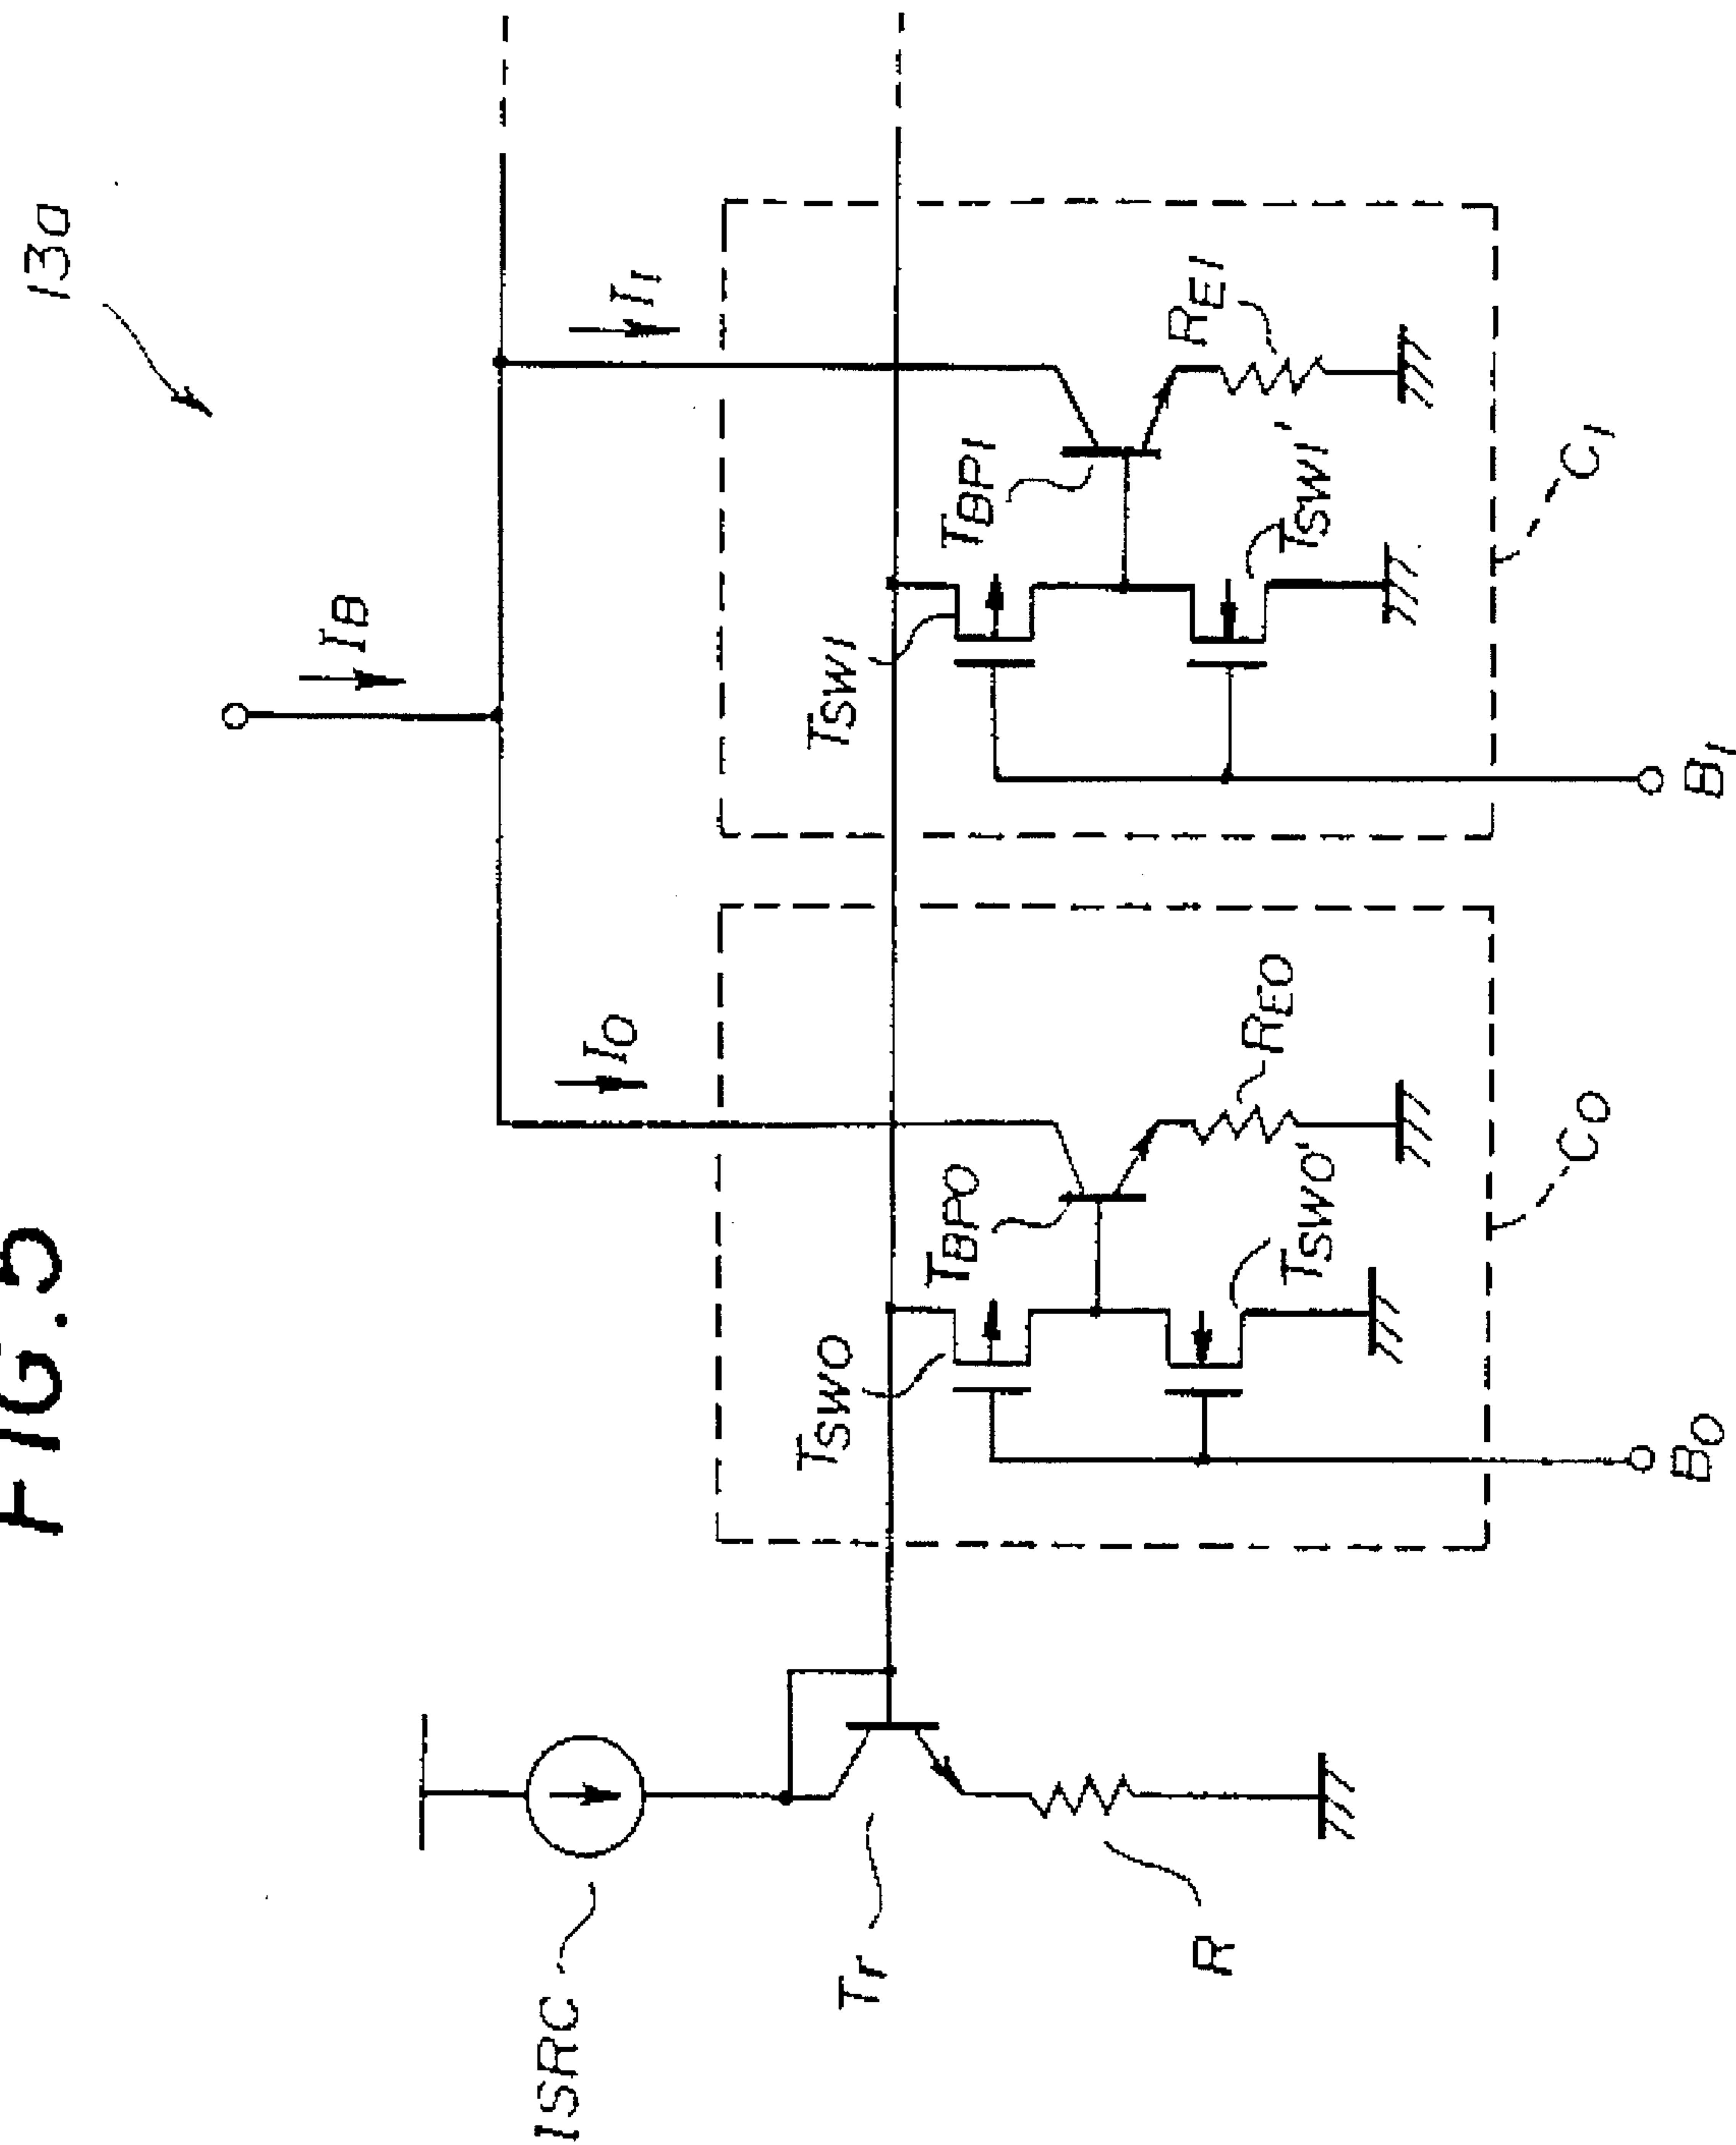 FIG.5
13a
IB
I0
I1
ISRC
Tr
R
TSW0
TBP0
RE0
TSW0'
C0
B0
TSW1
TBP1
RE1
TSW1'
C1
B1